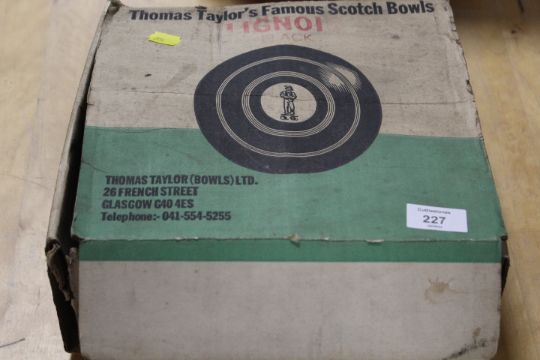 Thomas Taylor's Famous Scotch Bowls
LIGNOI
ACK
THOMAS TAYLOR (BOWLS) LTD.
26 FRENCH STREET
GLASGOW G40 4ES
Telephone:- 041-554-5255
227